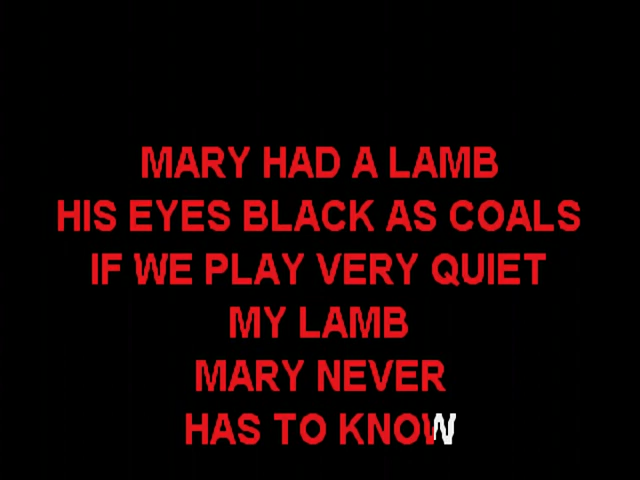 MARY HAD A LAMB
HIS EYES BLACK AS COALS
IF WE PLAY VERY QUIET
MY LAMB
MARY NEVER
HAS TO KNOW